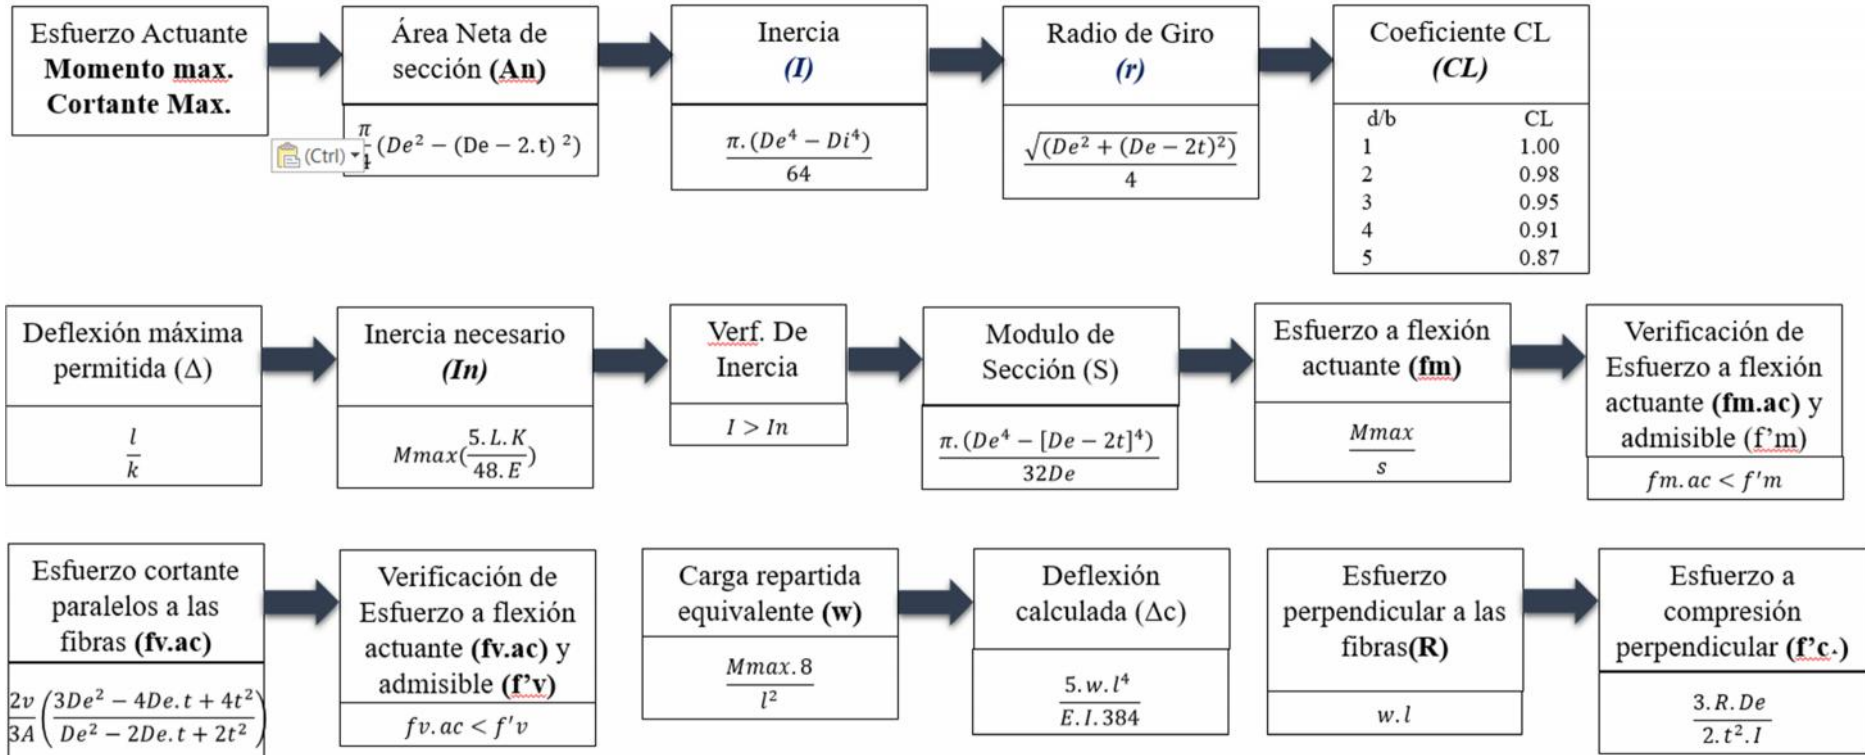 Esfuerzo Actuante
Momento max.
Cortante Max.
Área Neta de
sección (An)
π/4 (De² − (De − 2.t) ²)
(Ctrl)
Inercia
(I)
π.(De⁴ − Di⁴)
64
Radio de Giro
(r)
√(De² + (De − 2t)²)
4
Coeficiente CL
(CL)
d/b CL
1 1.00
2 0.98
3 0.95
4 0.91
5 0.87
Deflexión máxima
permitida (Δ)
l
k
Inercia necesario
(In)
Mmax(5.L.K/48.E)
Verf. De
Inercia
I > In
Modulo de
Sección (S)
π.(De⁴ − [De − 2t]⁴)
32De
Esfuerzo a flexión
actuante (fm)
Mmax
s
Verificación de
Esfuerzo a flexión
actuante (fm.ac) y
admisible (f’m)
fm.ac < f′m
Esfuerzo cortante
paralelos a las
fibras (fv.ac)
2v/3A (3De² − 4De.t + 4t²/De² − 2De.t + 2t²)
Verificación de
Esfuerzo a flexión
actuante (fv.ac) y
admisible (f’v)
fv.ac < f′v
Carga repartida
equivalente (w)
Mmax.8
l²
Deflexión
calculada (Δc)
5.w.l⁴
E.I.384
Esfuerzo
perpendicular a las
fibras(R)
w.l
Esfuerzo a
compresión
perpendicular (f’c.)
3.R.De
2.t².I